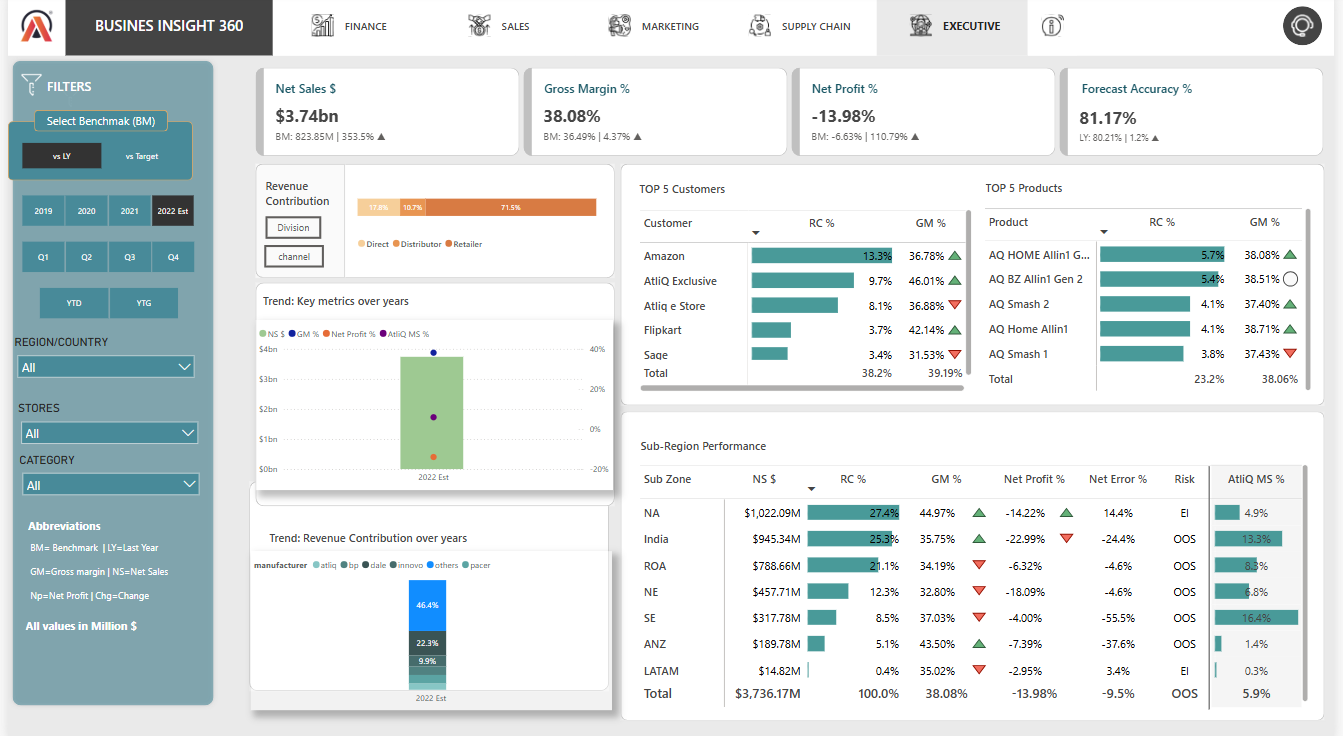 BUSINES INSIGHT 360
FINANCE
SALES
MARKETING
SUPPLY CHAIN
EXECUTIVE
FILTERS
Select Benchmak (BM)
vs LY
vs Target
2019
2020
2021
2022 Est
Q1
Q2
Q3
Q4
YTD
YTG
REGION/COUNTRY
All
STORES
All
CATEGORY
All
Abbreviations
BM= Benchmark | LY=Last Year
GM=Gross margin | NS=Net Sales
Np=Net Profit | Chg=Change
All values in Million $
Net Sales $
$3.74bn
BM: 823.85M | 353.5% ▲
Gross Margin %
38.08%
BM: 36.49% | 4.37% ▲
Net Profit %
-13.98%
BM: -6.63% | 110.79% ▲
Forecast Accuracy %
81.17%
LY: 80.21% | 1.2% ▲
Revenue
Contribution
Division
channel
17.8% 10.7% 71.5%
Direct Distributor Retailer
Trend: Key metrics over years
NS $ GM % Net Profit % AtliQ MS %
$4bn 40%
$3bn 20%
$2bn
0%
$1bn
$0bn -20%
2022 Est
Trend: Revenue Contribution over years
manufacturer atliq bp dale innovo others pacer
46.4%
22.3%
9.9%
2022 Est
TOP 5 Customers
Customer RC % GM %
Amazon 13.3% 36.78%
AtliQ Exclusive 9.7% 46.01%
Atliq e Store 8.1% 36.88%
Flipkart 3.7% 42.14%
Sage 3.4% 31.53%
Total 38.2% 39.19%
TOP 5 Products
Product RC % GM %
AQ HOME Allin1 G... 5.7% 38.08%
AQ BZ Allin1 Gen 2 5.4% 38.51%
AQ Smash 2 4.1% 37.40%
AQ Home Allin1 4.1% 38.71%
AQ Smash 1 3.8% 37.43%
Total 23.2% 38.06%
Sub-Region Performance
Sub Zone NS $ RC % GM % Net Profit % Net Error % Risk AtliQ MS %
NA $1,022.09M 27.4% 44.97% -14.22% 14.4% EI 4.9%
India $945.34M 25.3% 35.75% -22.99% -24.4% OOS 13.3%
ROA $788.66M 21.1% 34.19% -6.32% -4.6% OOS 8.3%
NE $457.71M 12.3% 32.80% -18.09% -4.6% OOS 6.8%
SE $317.78M 8.5% 37.03% -4.00% -55.5% OOS 16.4%
ANZ $189.78M 5.1% 43.50% -7.39% -37.6% OOS 1.4%
LATAM $14.82M 0.4% 35.02% -2.95% 3.4% EI 0.3%
Total $3,736.17M 100.0% 38.08% -13.98% -9.5% OOS 5.9%